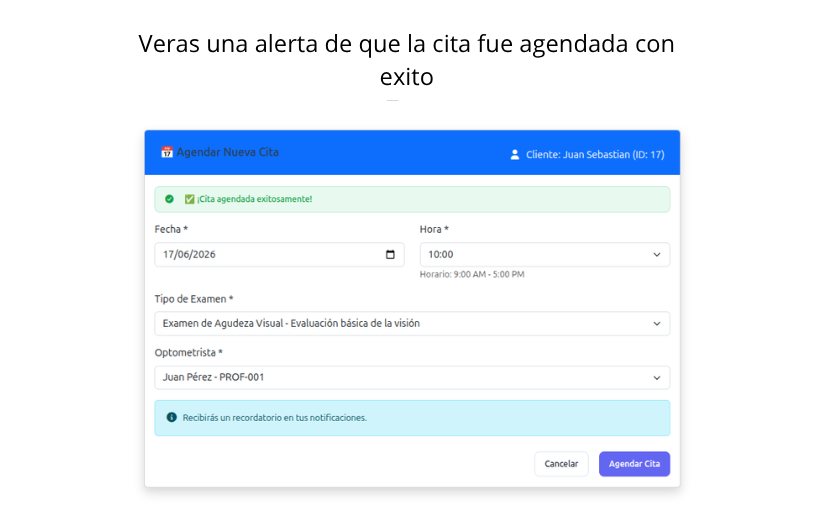 Veras una alerta de que la cita fue agendada con
exito
📅 Agendar Nueva Cita
Cliente: Juan Sebastian (ID: 17)
✅ ¡Cita agendada exitosamente!
Fecha *
Hora *
17/06/2026
10:00
Horario: 9:00 AM - 5:00 PM
Tipo de Examen *
Examen de Agudeza Visual - Evaluación básica de la visión
Optometrista *
Juan Pérez - PROF-001
Recibirás un recordatorio en tus notificaciones.
Cancelar
Agendar Cita